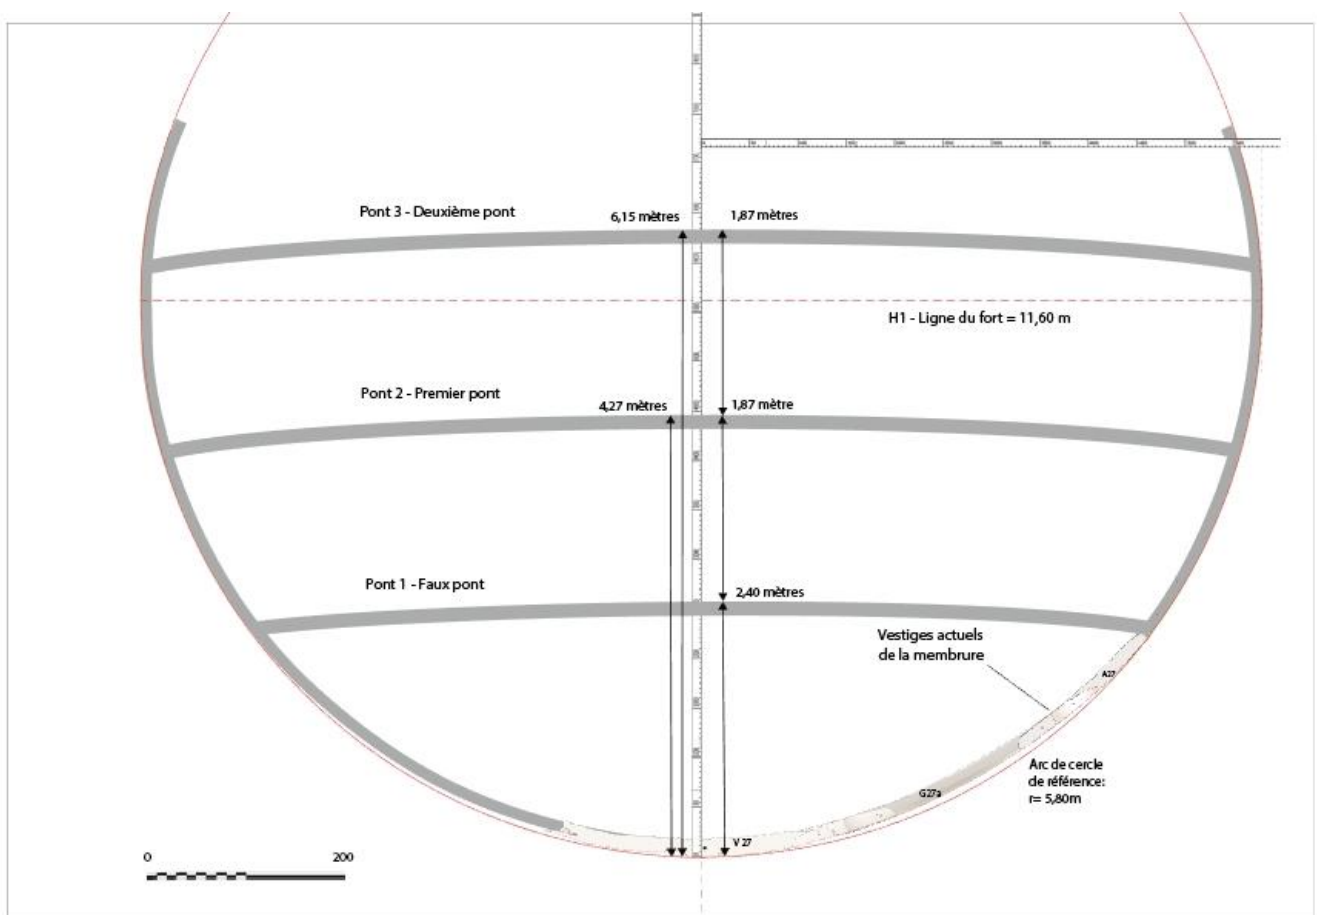 Pont 3 - Deuxième pont
6,15 mètres
1,87 mètres
H1 - Ligne du fort = 11,60 m
Pont 2 - Premier pont
4,27 mètres
1,87 mètre
Pont 1 - Faux pont
2,40 mètres
Vestiges actuels
de la membrure
A27
Arc de cercle
de référence:
r= 5,80m
G27a
V 27
0
200